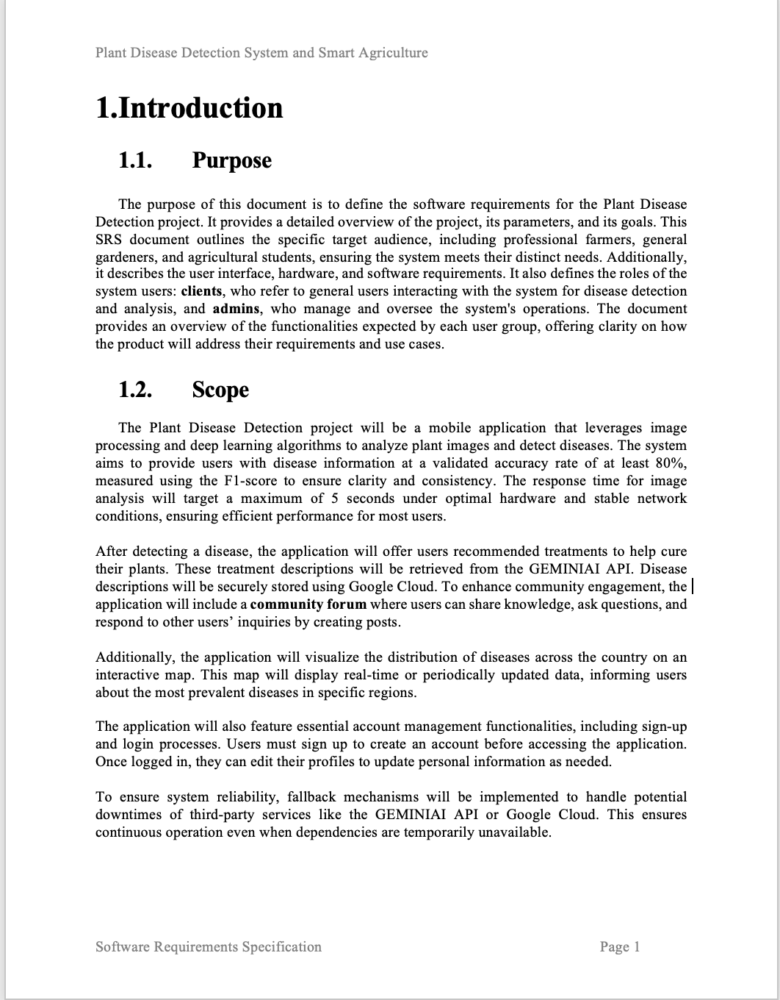 Plant Disease Detection System and Smart Agriculture
1.Introduction
1.1. Purpose
The purpose of this document is to define the software requirements for the Plant Disease
Detection project. It provides a detailed overview of the project, its parameters, and its goals. This
SRS document outlines the specific target audience, including professional farmers, general
gardeners, and agricultural students, ensuring the system meets their distinct needs. Additionally,
it describes the user interface, hardware, and software requirements. It also defines the roles of the
system users: clients, who refer to general users interacting with the system for disease detection
and analysis, and admins, who manage and oversee the system's operations. The document
provides an overview of the functionalities expected by each user group, offering clarity on how
the product will address their requirements and use cases.
1.2. Scope
The Plant Disease Detection project will be a mobile application that leverages image
processing and deep learning algorithms to analyze plant images and detect diseases. The system
aims to provide users with disease information at a validated accuracy rate of at least 80%,
measured using the F1-score to ensure clarity and consistency. The response time for image
analysis will target a maximum of 5 seconds under optimal hardware and stable network
conditions, ensuring efficient performance for most users.
After detecting a disease, the application will offer users recommended treatments to help cure
their plants. These treatment descriptions will be retrieved from the GEMINIAI API. Disease
descriptions will be securely stored using Google Cloud. To enhance community engagement, the
application will include a community forum where users can share knowledge, ask questions, and
respond to other users’ inquiries by creating posts.
Additionally, the application will visualize the distribution of diseases across the country on an
interactive map. This map will display real-time or periodically updated data, informing users
about the most prevalent diseases in specific regions.
The application will also feature essential account management functionalities, including sign-up
and login processes. Users must sign up to create an account before accessing the application.
Once logged in, they can edit their profiles to update personal information as needed.
To ensure system reliability, fallback mechanisms will be implemented to handle potential
downtimes of third-party services like the GEMINIAI API or Google Cloud. This ensures
continuous operation even when dependencies are temporarily unavailable.
Software Requirements Specification Page 1